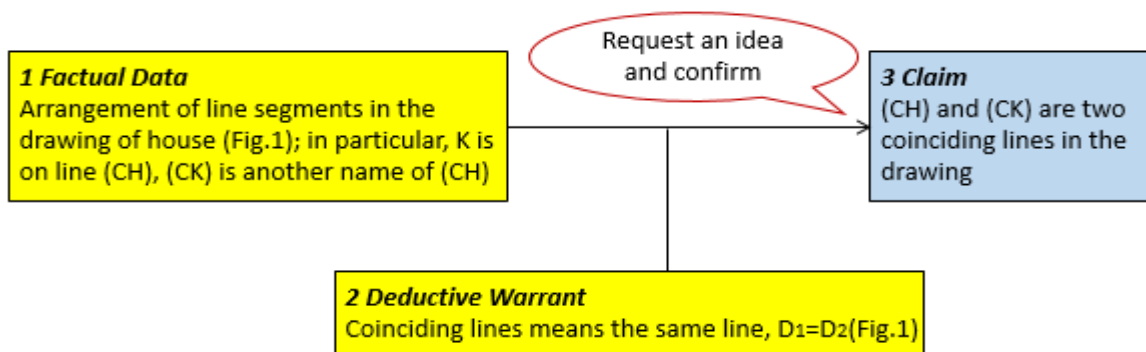 Request an idea
and confirm
1 Factual Data
Arrangement of line segments in the
drawing of house (Fig.1); in particular, K is
on line (CH), (CK) is another name of (CH)
3 Claim
(CH) and (CK) are two
coinciding lines in the
drawing
2 Deductive Warrant
Coinciding lines means the same line, D1=D2(Fig.1)